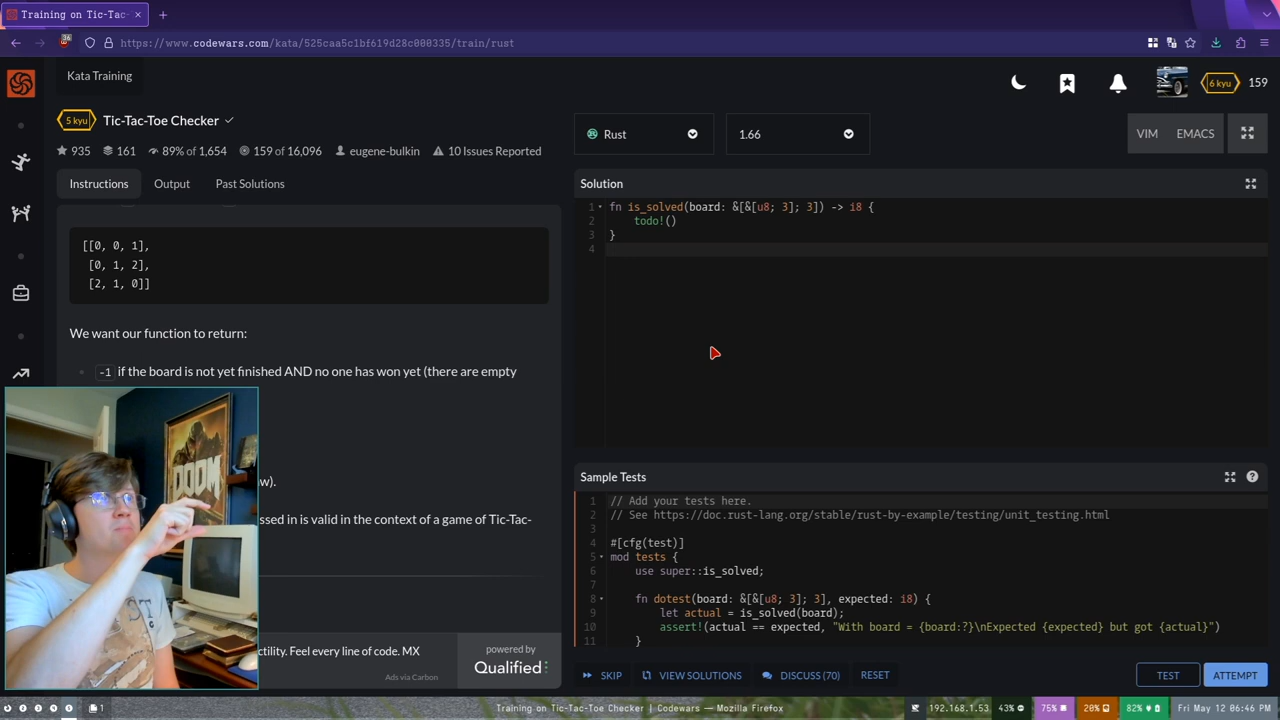 Training on Tic-Tac-
https://www.codewars.com/kata/525caa5c1bf619d28c000335/train/rust
36
Kata Training
6 kyu
159
5 kyu
Tic-Tac-Toe Checker
935
161
89% of 1,654
159 of 16,096
eugene-bulkin
10 Issues Reported
Instructions
Output
Past Solutions
[[0, 0, 1],
[0, 1, 2],
[2, 1, 0]]
We want our function to return:
-1 if the board is not yet finished AND no one has won yet (there are empty
w).
ssed in is valid in the context of a game of Tic-Tac-
DOOM
ST
ctility. Feel every line of code. MX
Ads via Carbon
powered by
Qualified
Rust
1.66
VIM
EMACS
Solution
1 fn is_solved(board: &[&[u8; 3]; 3]) -> i8 {
2 todo!()
3 }
4
Sample Tests
1 // Add your tests here.
2 // See https://doc.rust-lang.org/stable/rust-by-example/testing/unit_testing.html
3
4 #[cfg(test)]
5 mod tests {
6 use super::is_solved;
7
8 fn dotest(board: &[&[u8; 3]; 3], expected: i8) {
9 let actual = is_solved(board);
10 assert!(actual == expected, "With board = {board:?}\nExpected {expected} but got {actual}")
11 }
SKIP
VIEW SOLUTIONS
DISCUSS (70)
RESET
TEST
ATTEMPT
1
Training on Tic-Tac-Toe Checker | Codewars — Mozilla Firefox
192.168.1.53
43%
75%
20%
82%
Fri May 12 06:46 PM